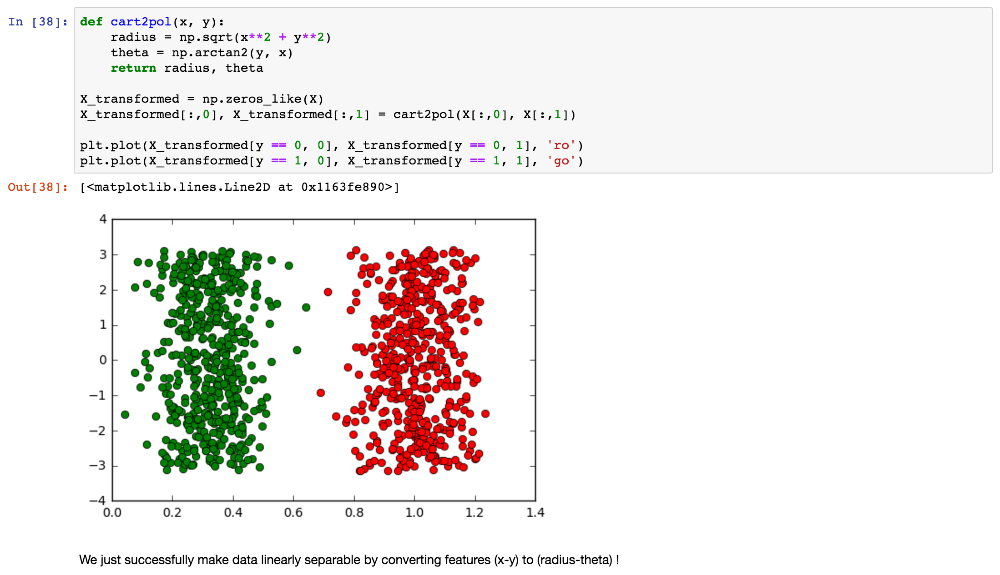 In [38]: def cart2pol(x, y):
    radius = np.sqrt(x**2 + y**2)
    theta = np.arctan2(y, x)
    return radius, theta
X_transformed = np.zeros_like(X)
X_transformed[:,0], X_transformed[:,1] = cart2pol(X[:,0], X[:,1])
plt.plot(X_transformed[y == 0, 0], X_transformed[y == 0, 1], 'ro')
plt.plot(X_transformed[y == 1, 0], X_transformed[y == 1, 1], 'go')
Out[38]: [<matplotlib.lines.Line2D at 0x1163fe890>]
4
3
2
1
0
−1
−2
−3
−4
0.0 0.2 0.4 0.6 0.8 1.0 1.2 1.4
We just successfully make data linearly separable by converting features (x-y) to (radius-theta) !